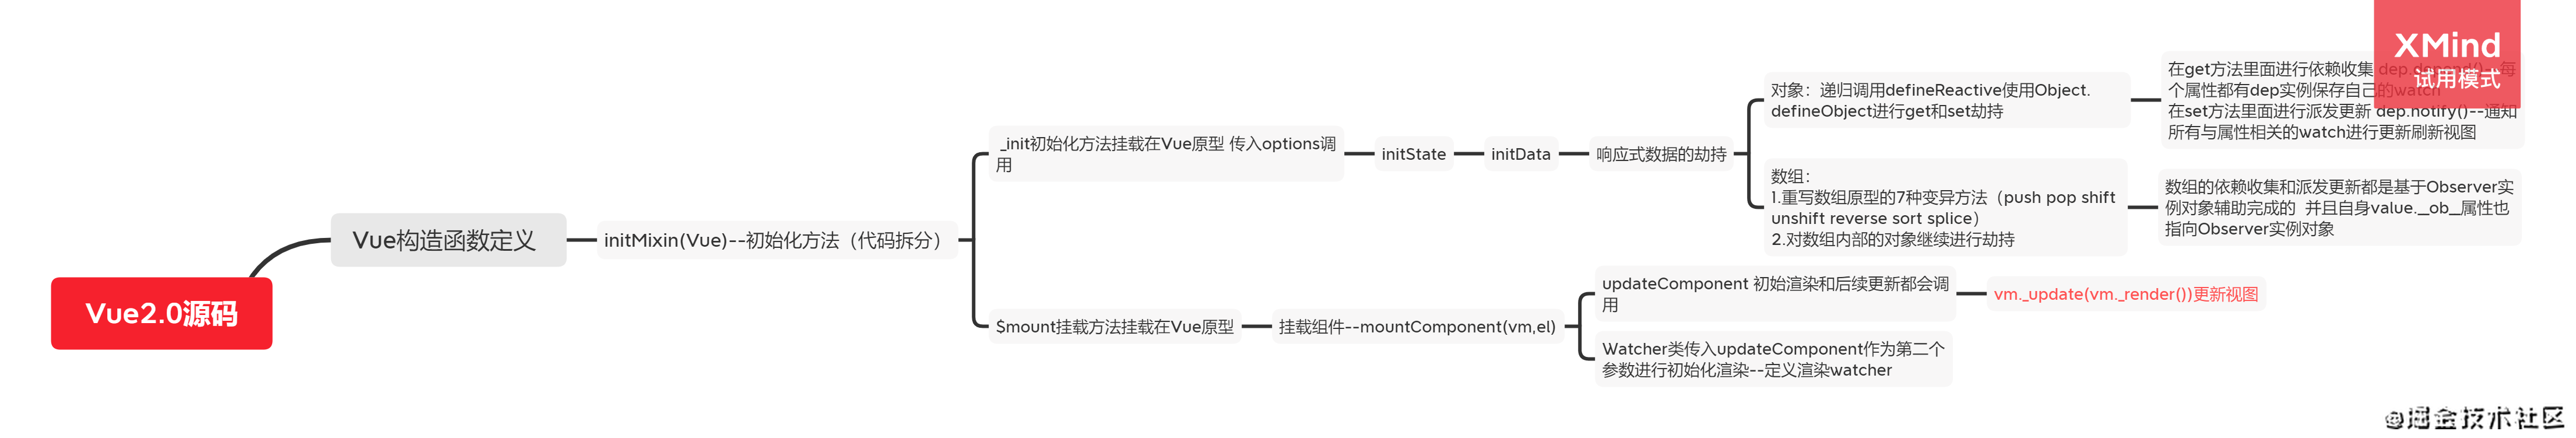 Vue2.0源码
Vue构造函数定义
initMixin(Vue)--初始化方法（代码拆分）
_init初始化方法挂载在Vue原型 传入options调
用
initState
initData
响应式数据的劫持
对象：递归调用defineReactive使用Object.
defineObject进行get和set劫持
在get方法里面进行依赖收集 dep.depend()--每
个属性都有dep实例保存自己的watch
在set方法里面进行派发更新 dep.notify()--通知
所有与属性相关的watch进行更新刷新视图
数组：
1.重写数组原型的7种变异方法（push pop shift
unshift reverse sort splice）
2.对数组内部的对象继续进行劫持
数组的依赖收集和派发更新都是基于Observer实
例对象辅助完成的 并且自身value.__ob__属性也
指向Observer实例对象
$mount挂载方法挂载在Vue原型
挂载组件--mountComponent(vm,el)
updateComponent 初始渲染和后续更新都会调
用
vm._update(vm._render())更新视图
Watcher类传入updateComponent作为第二个
参数进行初始化渲染--定义渲染watcher
XMind
试用模式
@掘金技术社区